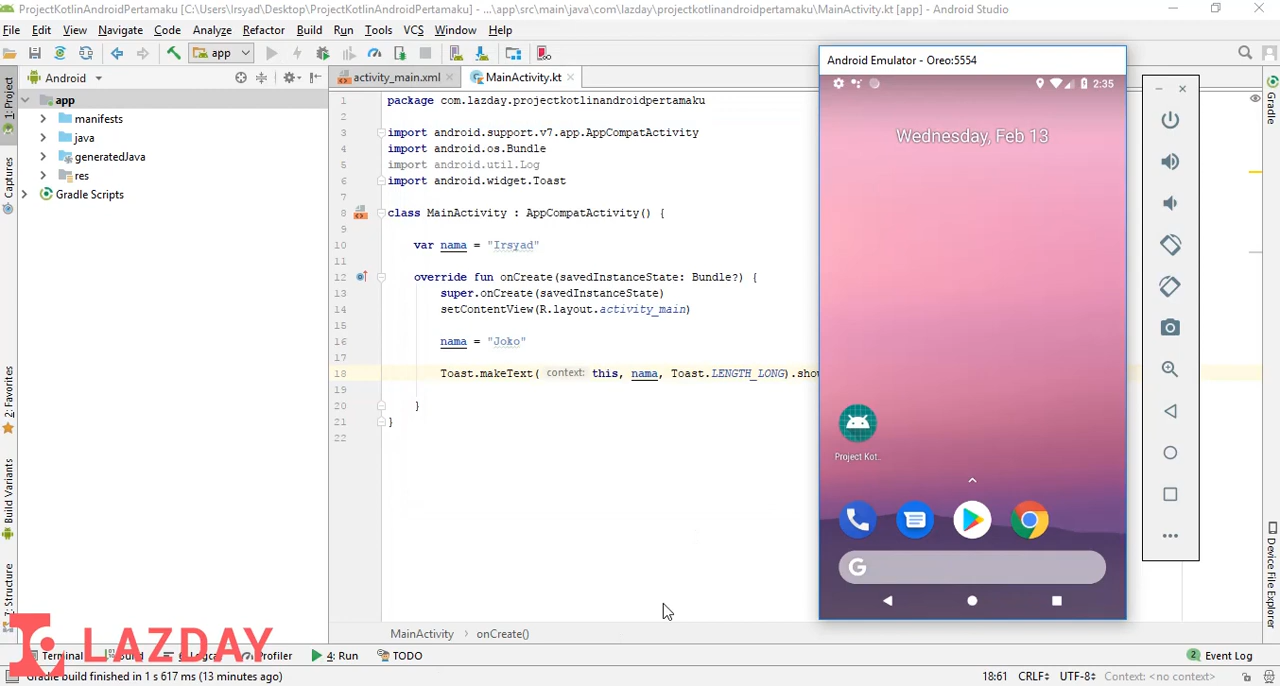 ProjectKotlinAndroidPertamaku [C:\Users\Irsyad\Desktop\ProjectKotlinAndroidPertamaku] - ...\app\src\main\java\com\lazday\projectkotlinandroidpertamaku\MainActivity.kt [app] - Android Studio
File Edit View Navigate Code Analyze Refactor Build Run Tools VCS Window Help
app
Android
activity_main.xml
MainActivity.kt
1: Project
Captures
2: Favorites
Build Variants
7: Structure
app
manifests
java
generatedJava
res
Gradle Scripts
1 package com.lazday.projectkotlinandroidpertamaku
2
3 import android.support.v7.app.AppCompatActivity
4 import android.os.Bundle
5 import android.util.Log
6 import android.widget.Toast
7
8 class MainActivity : AppCompatActivity() {
9
10 var nama = "Irsyad"
11
12 override fun onCreate(savedInstanceState: Bundle?) {
13 super.onCreate(savedInstanceState)
14 setContentView(R.layout.activity_main)
15
16 nama = "Joko"
17
18 Toast.makeText( context: this, nama, Toast.LENGTH_LONG).show
19
20 }
21 }
22
Android Emulator - Oreo:5554
2:35
Wednesday, Feb 13
Project Kot..
G
Gradle
Device File Explorer
MainActivity
onCreate()
LAZDAY
Terminal
4: Run
TODO
2 Event Log
Gradle build finished in 1 s 617 ms (13 minutes ago)
18:61 CRLF UTF-8 Context: <no context>